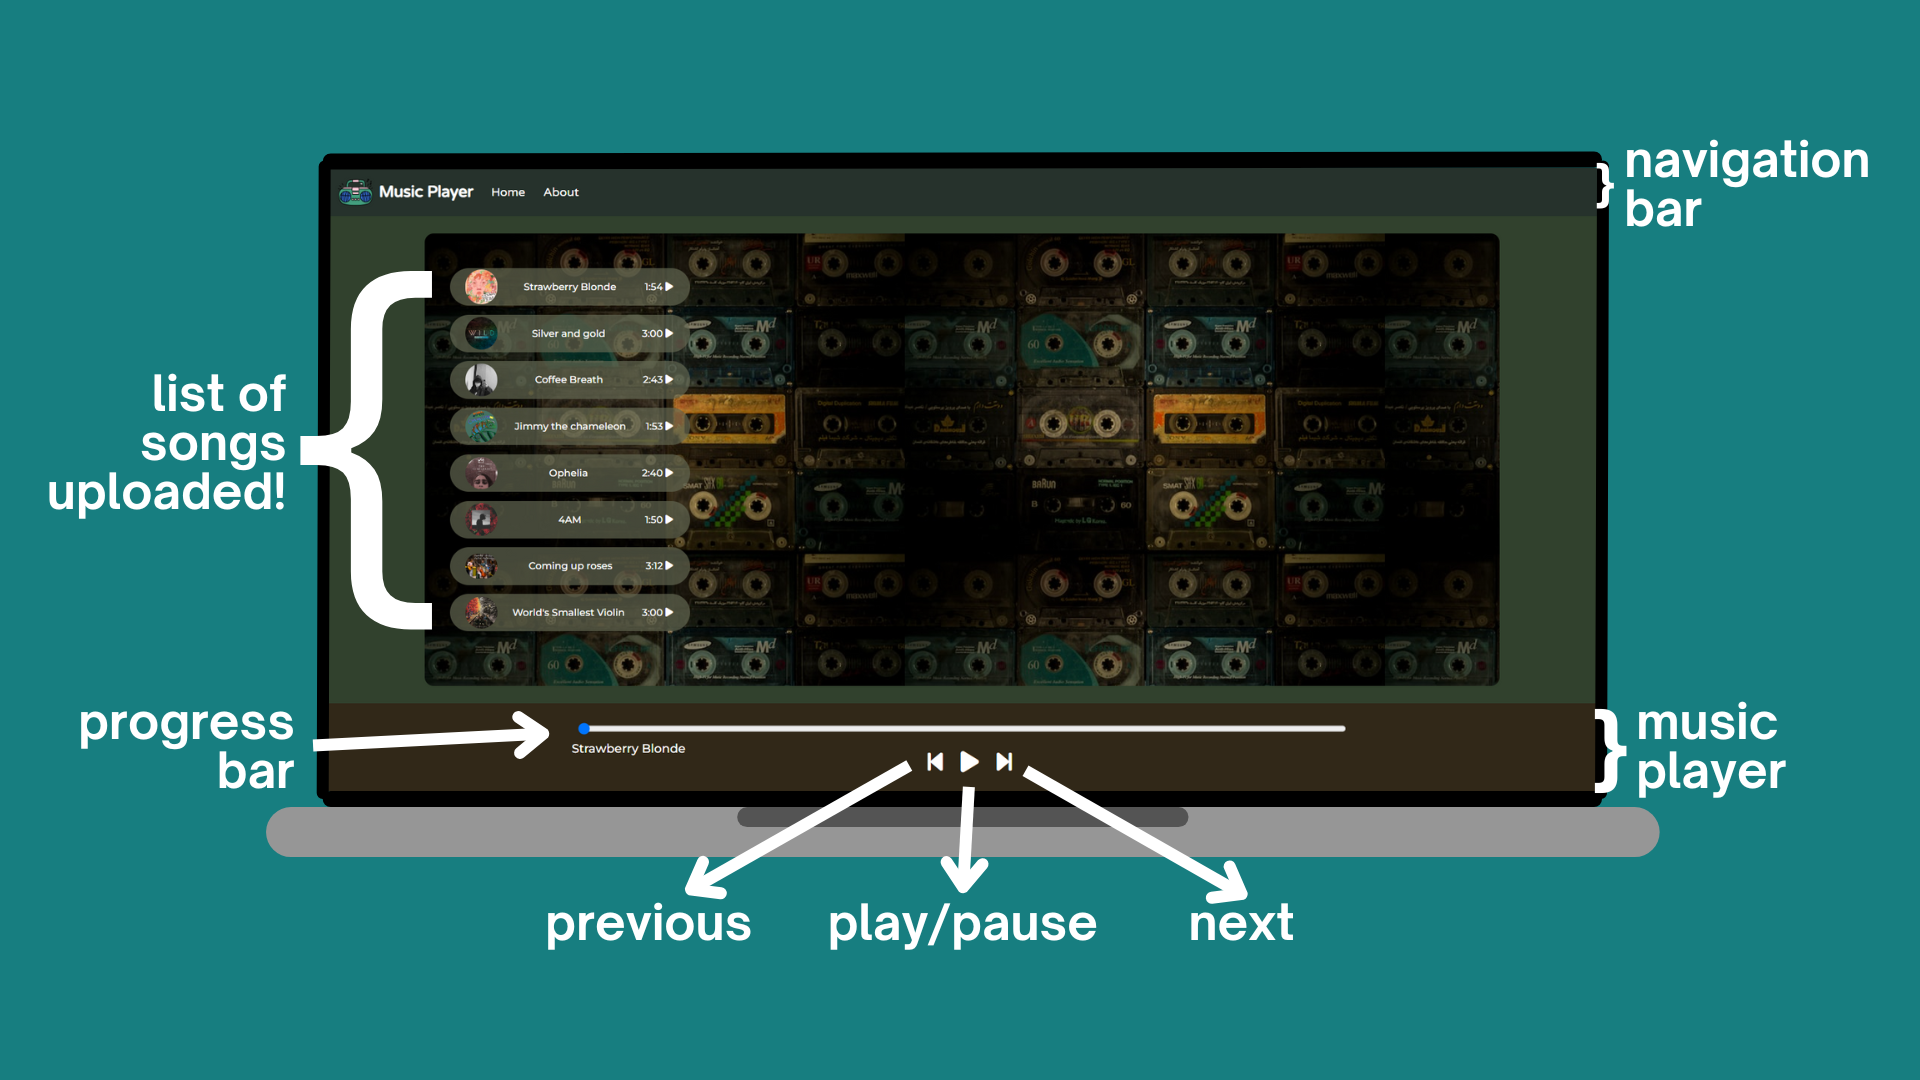 navigation
bar
Music Player Home About
list of
songs
uploaded!
Strawberry Blonde 1:54
Silver and gold 3:00
Coffee Breath 2:43
Jimmy the chameleon 1:53
Ophelia 2:40
4AM 1:50
Coming up roses 3:12
World's Smallest Violin 3:00
progress
bar
Strawberry Blonde
music
player
previous
play/pause
next